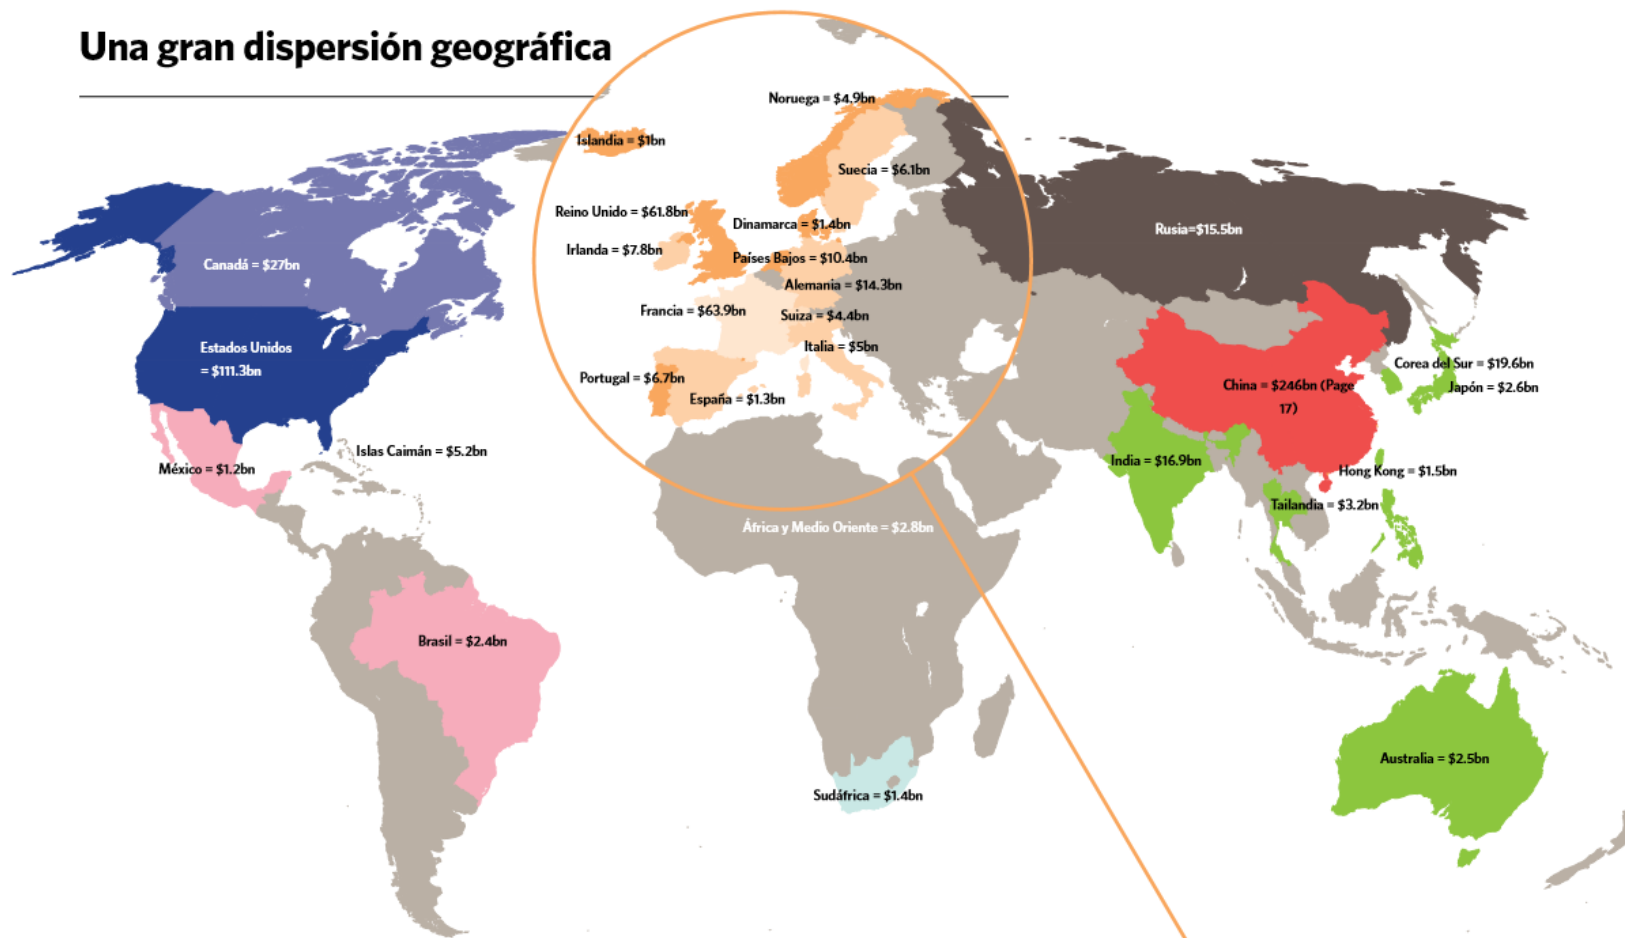 Una gran dispersión geográfica
Noruega = $4.9bn
Islandia = $1bn
Suecia = $6.1bn
Reino Unido = $61.8bn
Dinamarca = $1.4bn
Rusia=$15.5bn
Irlanda = $7.8bn
Países Bajos = $10.4bn
Canadá = $27bn
Alemania = $14.3bn
Francia = $63.9bn
Suiza = $4.4bn
Estados Unidos
= $111.3bn
Italia = $5bn
Corea del Sur = $19.6bn
Portugal = $6.7bn
China = $246bn (Page
17)
Japón = $2.6bn
España = $1.3bn
Islas Caimán = $5.2bn
India = $16.9bn
México = $1.2bn
Hong Kong = $1.5bn
Tailandia = $3.2bn
África y Medio Oriente = $2.8bn
Brasil = $2.4bn
Australia = $2.5bn
Sudáfrica = $1.4bn